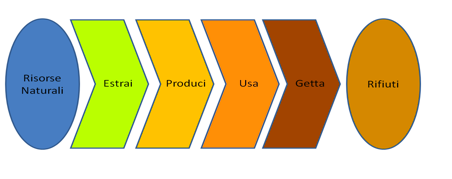 Risorse
Naturali
Estrai
Produci
Usa
Getta
Rifiuti